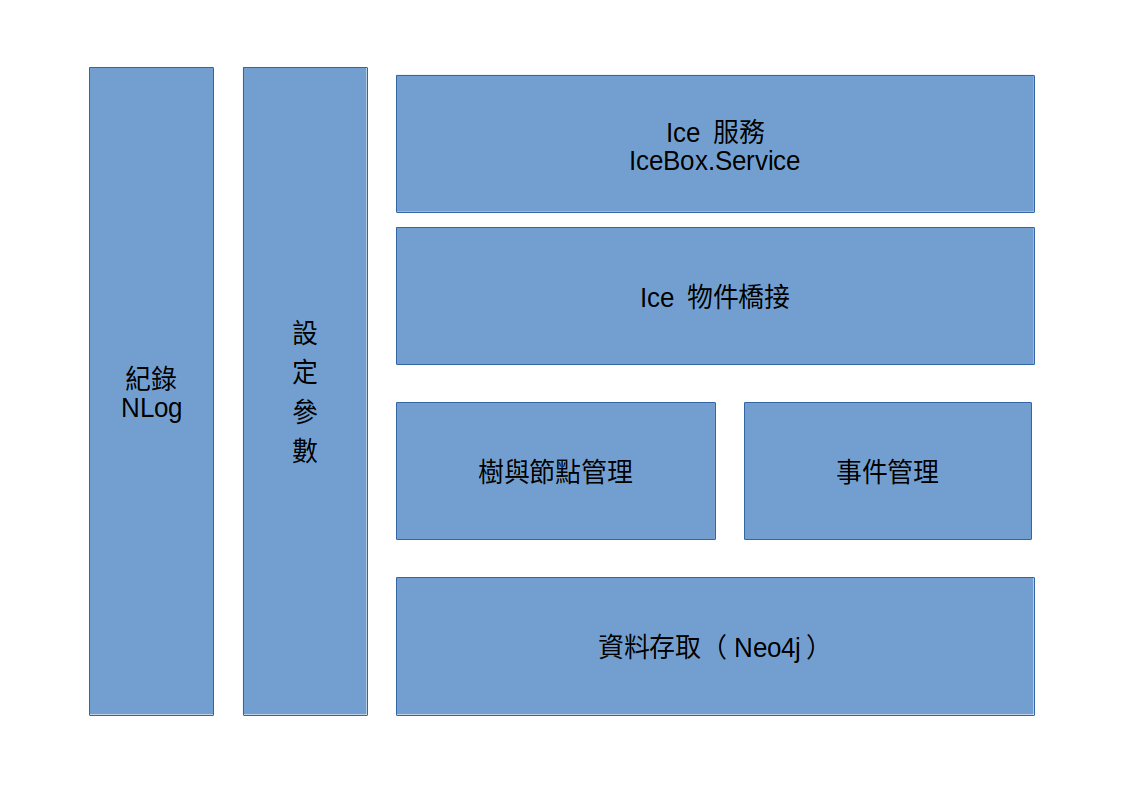 Ice 服務
IceBox.Service
Ice 物件橋接
紀錄
NLog
設
定
參
數
樹與節點管理
事件管理
資料存取（ Neo4j ）